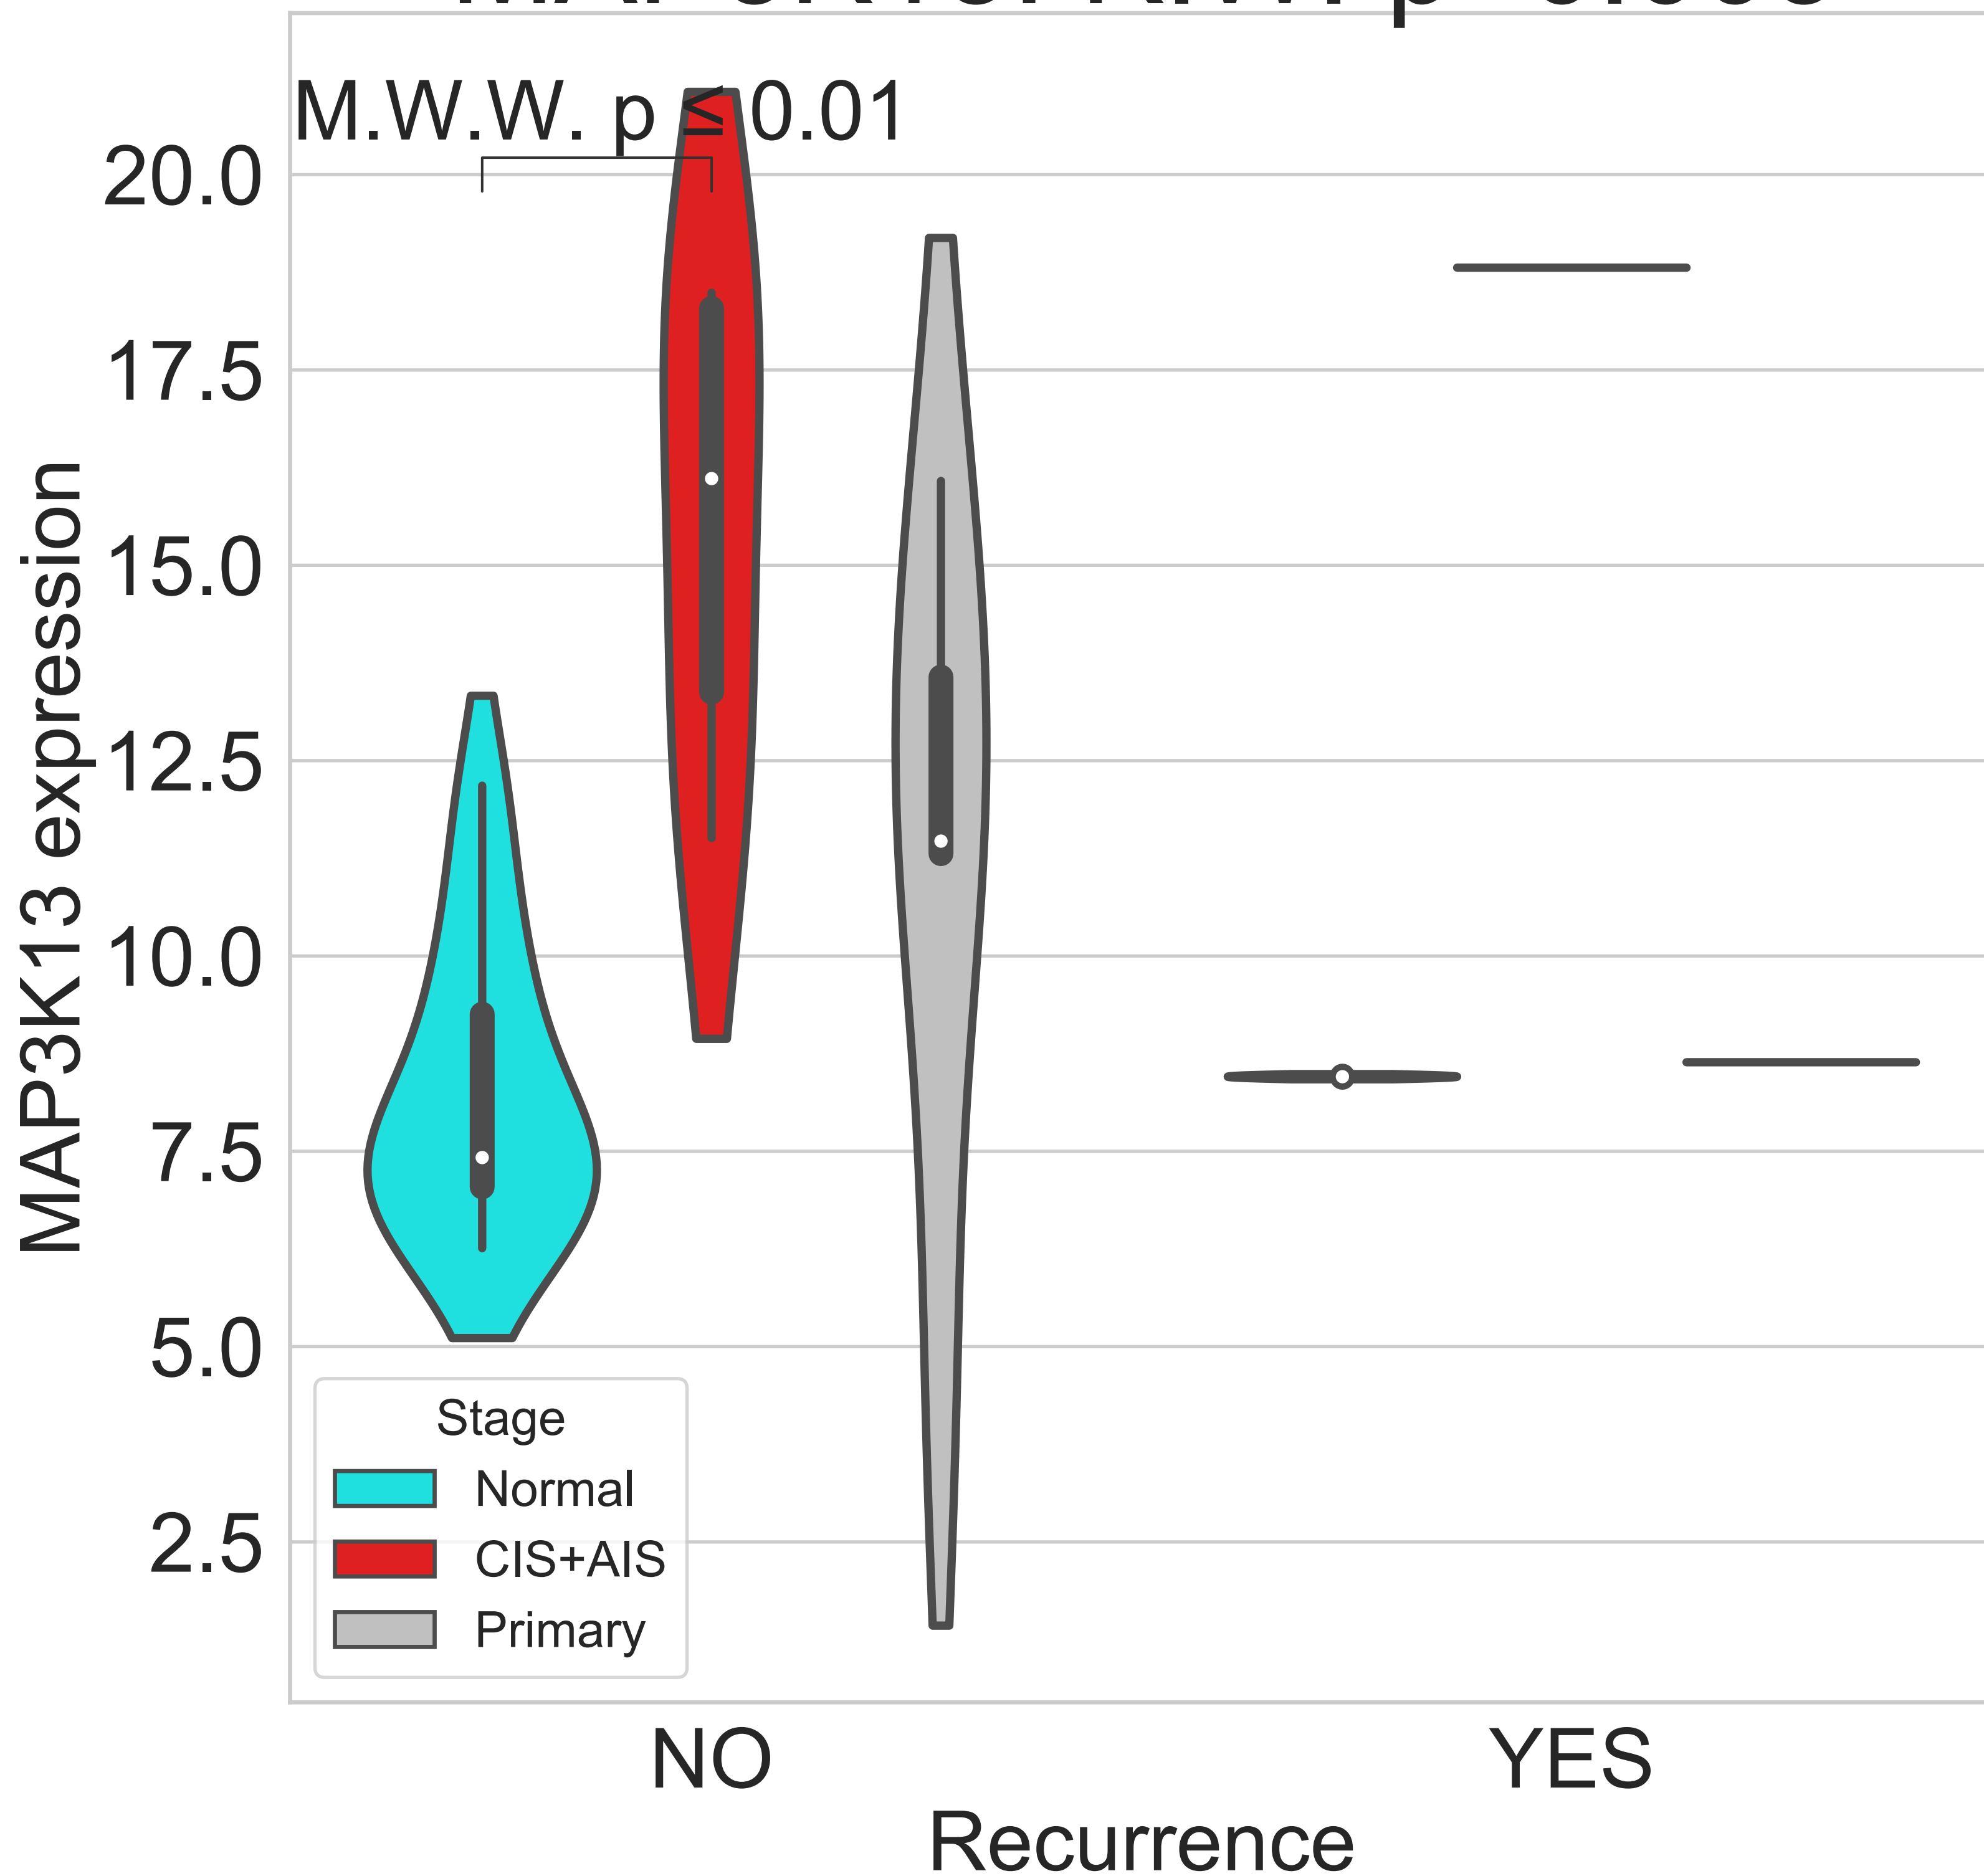 M.W.W. p ≤ 0.01
20.0
17.5
15.0
12.5
10.0
7.5
5.0
2.5
MAP3K13 expression
Stage
Normal
CIS+AIS
Primary
NO
YES
Recurrence